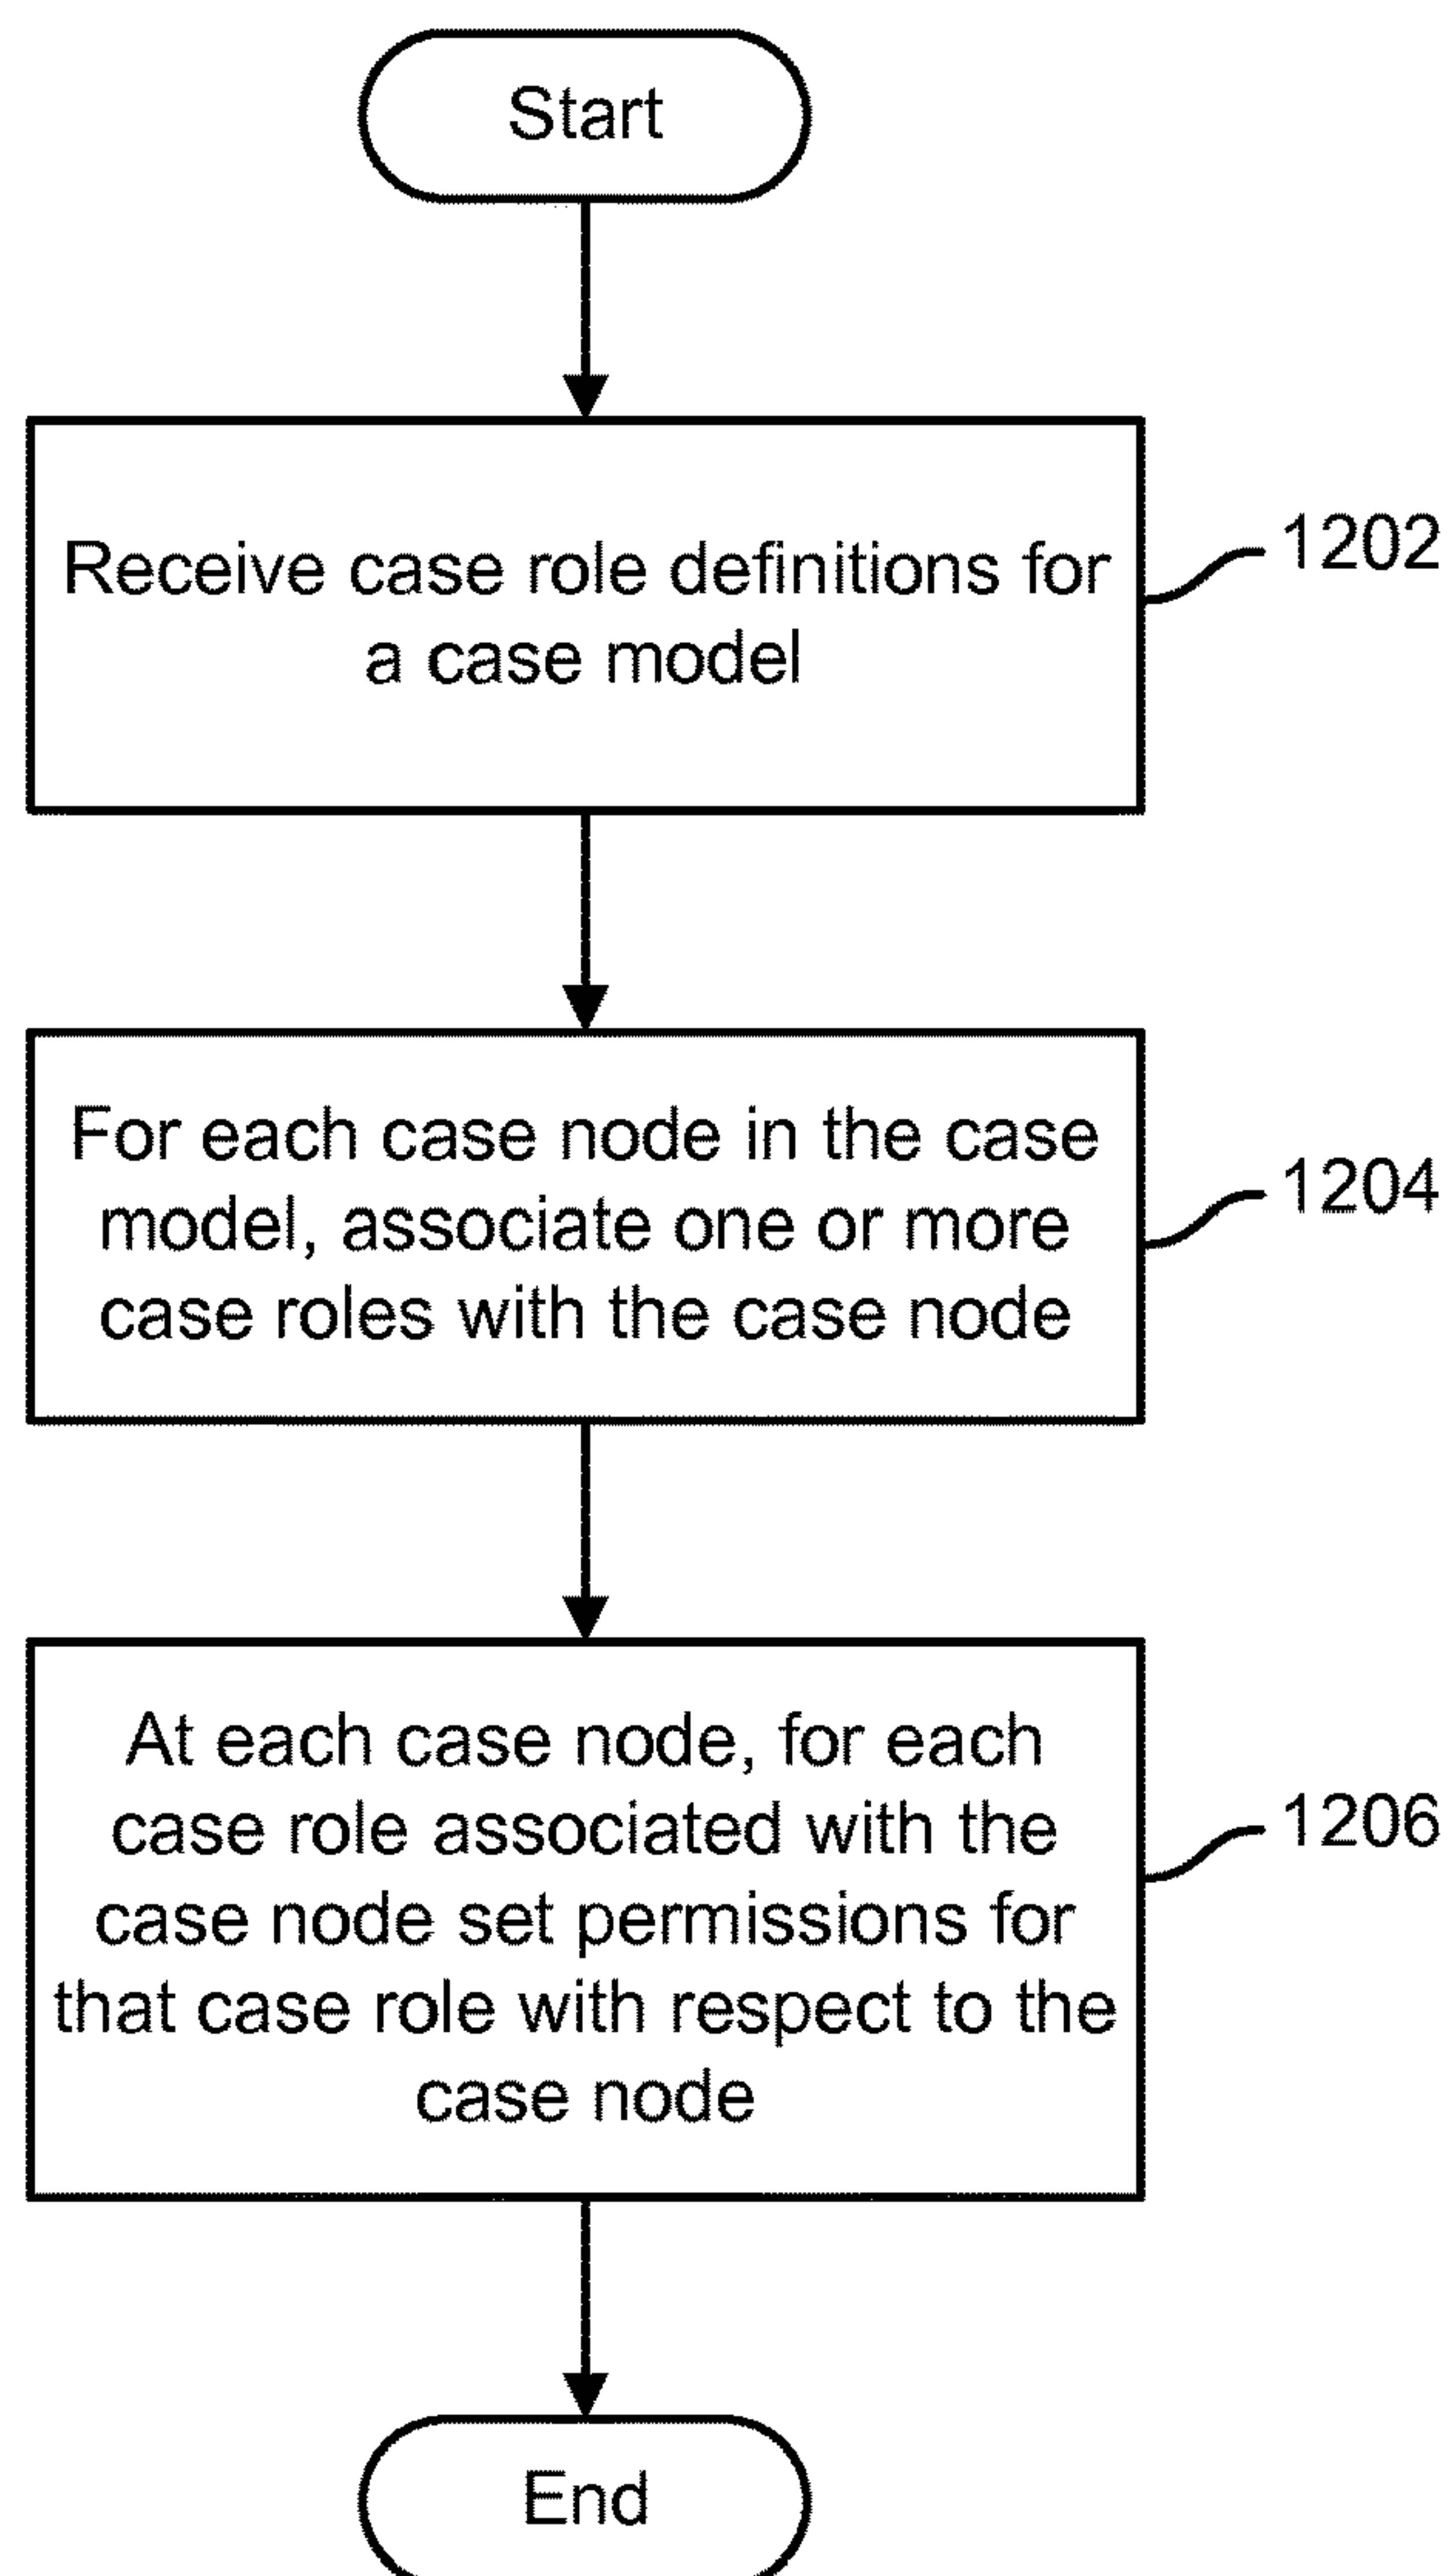 Start
Receive case role definitions for
a case model
1202
For each case node in the case
model, associate one or more
case roles with the case node
1204
At each case node, for each
case role associated with the
case node set permissions for
that case role with respect to the
case node
1206
End